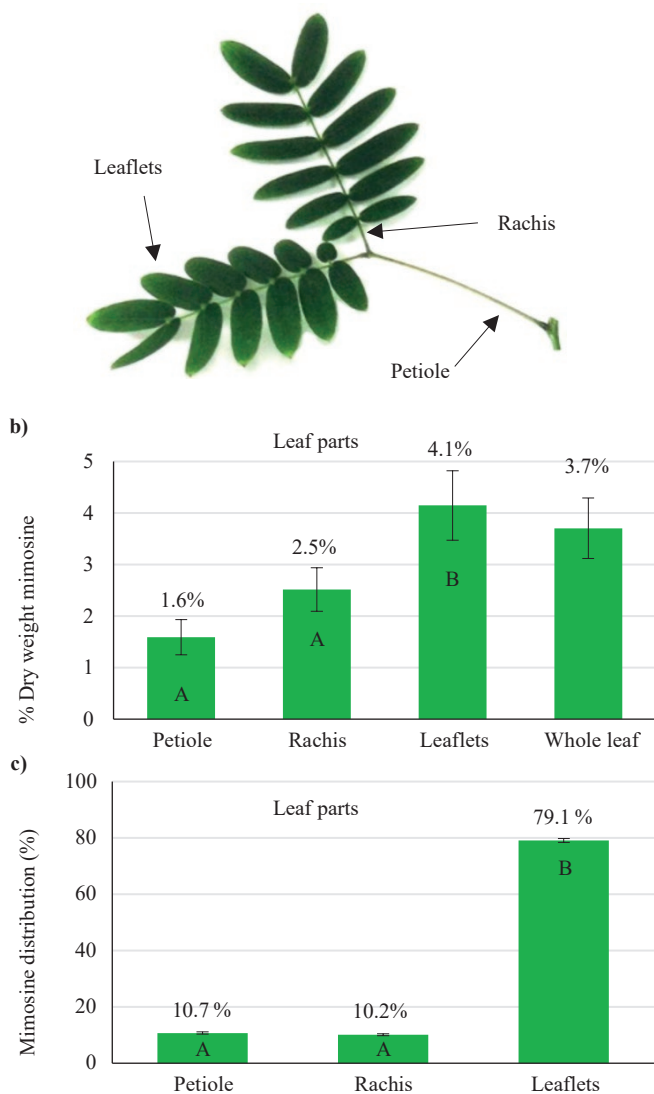 Leaflets
Rachis
Petiole
b)
Leaf parts
% Dry weight mimosine
5
4
3
2
1
0
1.6%
2.5%
4.1%
3.7%
A
A
B
Petiole
Rachis
Leaflets
Whole leaf
c)
Leaf parts
Mimosine distribution (%)
100
80
60
40
20
0
10.7 %
10.2%
79.1 %
A
A
B
Petiole
Rachis
Leaflets